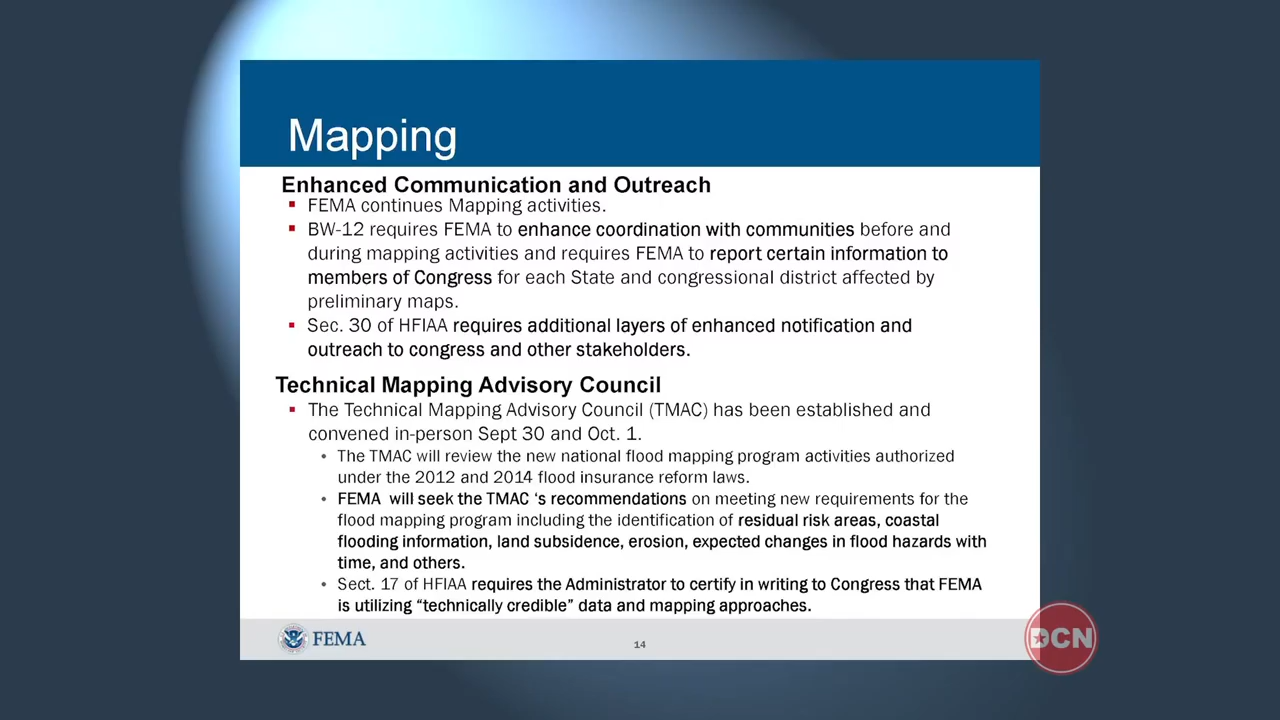 Mapping
Enhanced Communication and Outreach
▪ FEMA continues Mapping activities.
▪ BW-12 requires FEMA to enhance coordination with communities before and
during mapping activities and requires FEMA to report certain information to
members of Congress for each State and congressional district affected by
preliminary maps.
▪ Sec. 30 of HFIAA requires additional layers of enhanced notification and
outreach to congress and other stakeholders.
Technical Mapping Advisory Council
▪ The Technical Mapping Advisory Council (TMAC) has been established and
convened in-person Sept 30 and Oct. 1.
• The TMAC will review the new national flood mapping program activities authorized
under the 2012 and 2014 flood insurance reform laws.
• FEMA will seek the TMAC ‘s recommendations on meeting new requirements for the
flood mapping program including the identification of residual risk areas, coastal
flooding information, land subsidence, erosion, expected changes in flood hazards with
time, and others.
• Sect. 17 of HFIAA requires the Administrator to certify in writing to Congress that FEMA
is utilizing “technically credible” data and mapping approaches.
FEMA
14
DCN